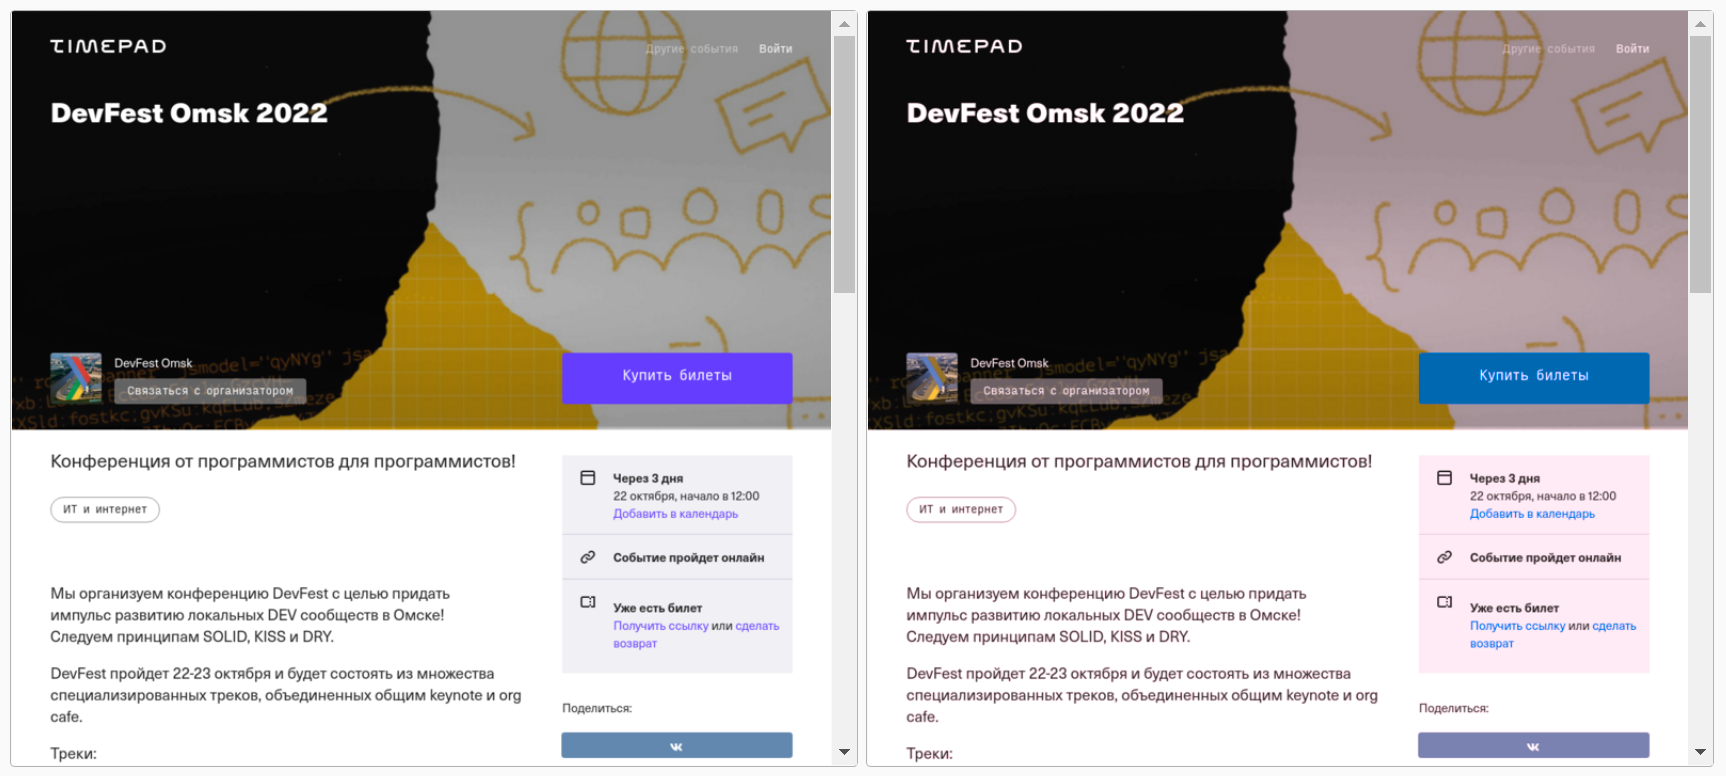 TIMEPAD
Другие события Войти
DevFest Omsk 2022
DevFest Omsk
Связаться с организатором
Купить билеты
Конференция от программистов для программистов!
ИТ и интернет
Мы организуем конференцию DevFest с целью придать
импульс развитию локальных DEV сообществ в Омске!
Следуем принципам SOLID, KISS и DRY.
DevFest пройдет 22-23 октября и будет состоять из множества
специализированных треков, объединенных общим keynote и org
cafe.
Треки:
Через 3 дня
22 октября, начало в 12:00
Добавить в календарь
Событие пройдет онлайн
Уже есть билет
Получить ссылку или сделать
возврат
Поделиться:
TIMEPAD
Другие события Войти
DevFest Omsk 2022
DevFest Omsk
Связаться с организатором
Купить билеты
Конференция от программистов для программистов!
ИТ и интернет
Мы организуем конференцию DevFest с целью придать
импульс развитию локальных DEV сообществ в Омске!
Следуем принципам SOLID, KISS и DRY.
DevFest пройдет 22-23 октября и будет состоять из множества
специализированных треков, объединенных общим keynote и org
cafe.
Треки:
Через 3 дня
22 октября, начало в 12:00
Добавить в календарь
Событие пройдет онлайн
Уже есть билет
Получить ссылку или сделать
возврат
Поделиться: